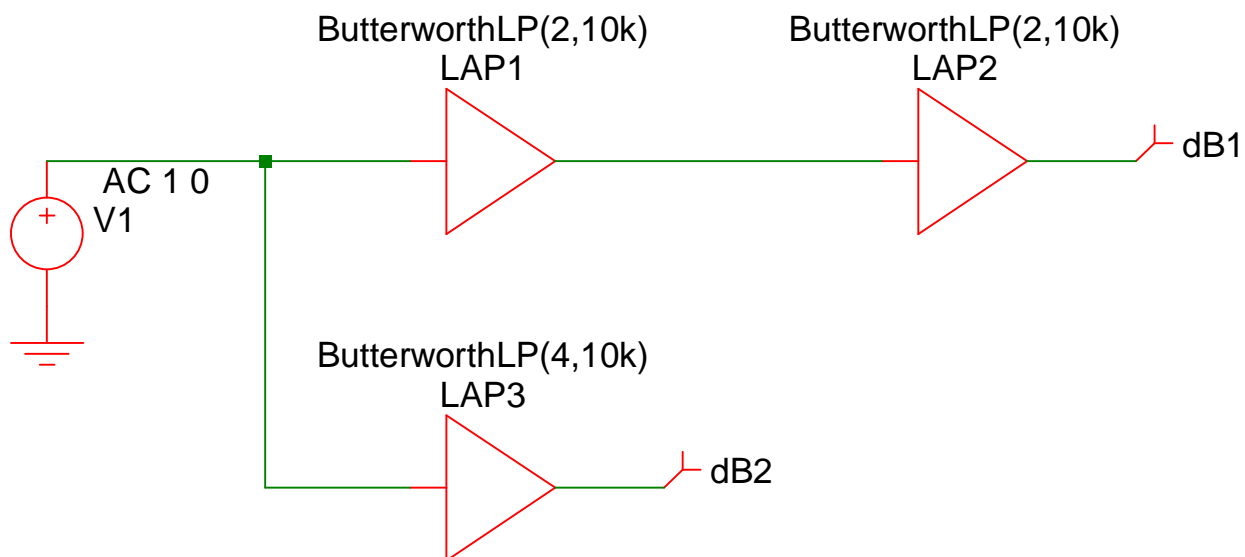 ButterworthLP(2,10k)
LAP1
ButterworthLP(2,10k)
LAP2
dB1
AC 1 0
V1
ButterworthLP(4,10k)
LAP3
dB2